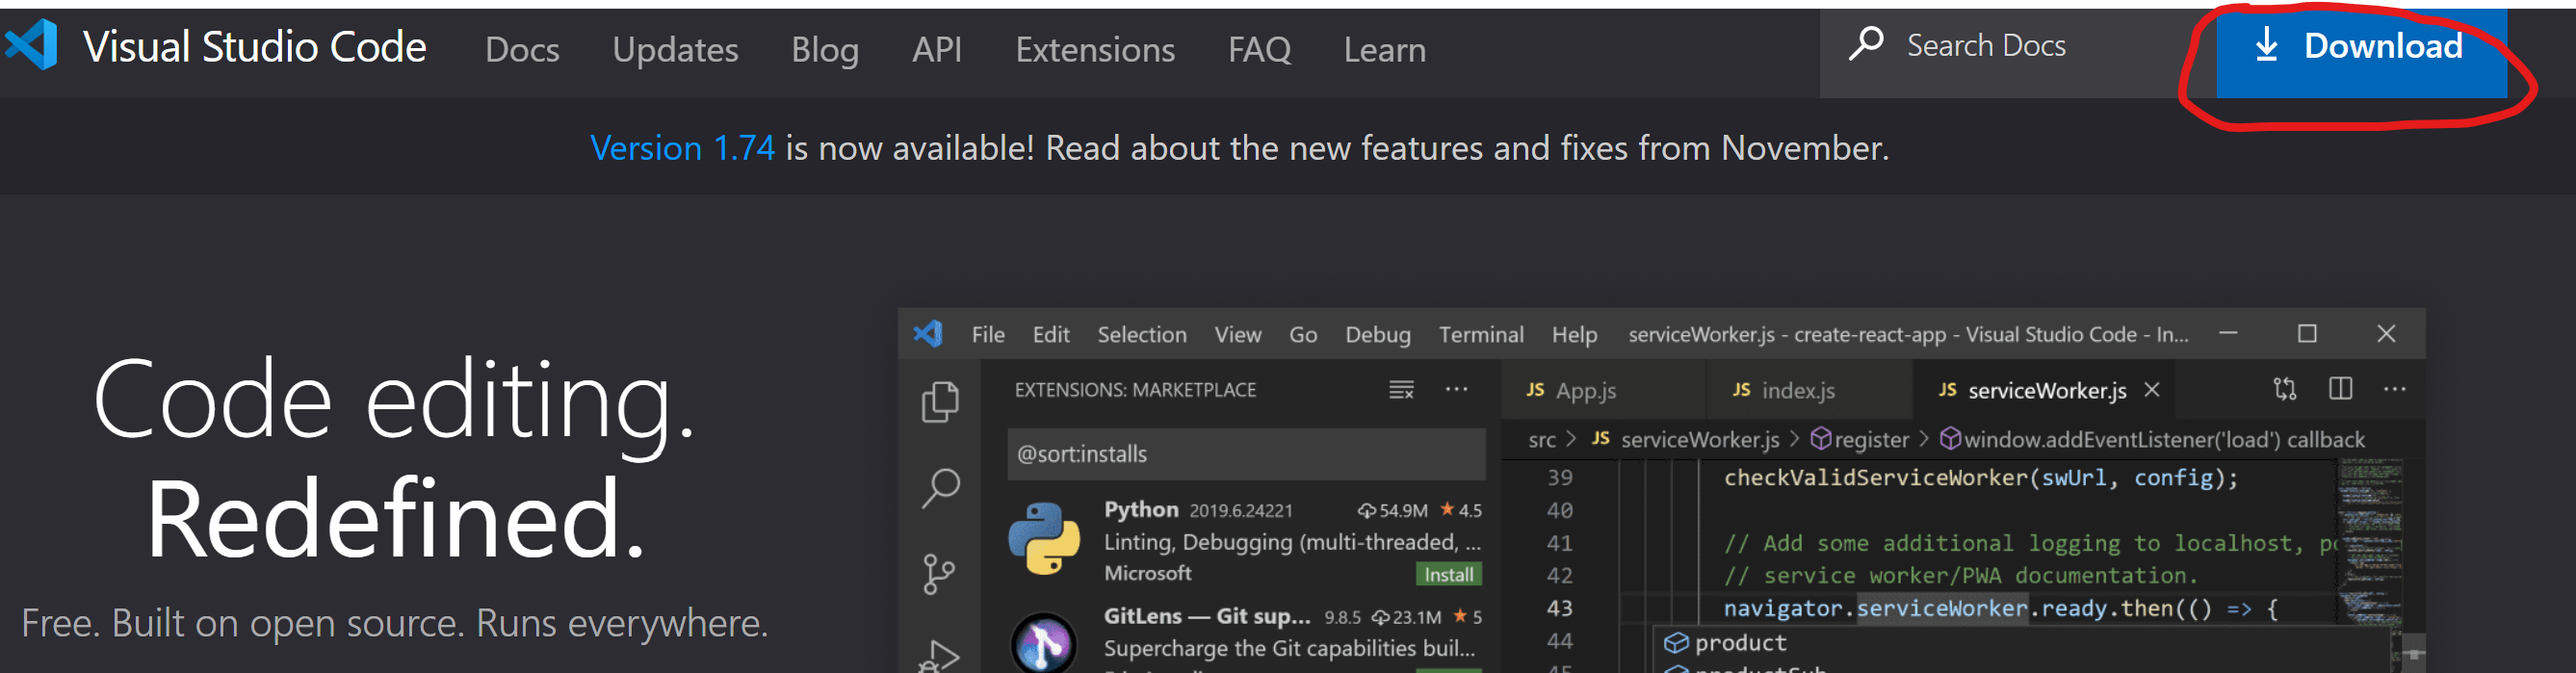 Visual Studio Code Docs Updates Blog API Extensions FAQ Learn Search Docs Download
Version 1.74 is now available! Read about the new features and fixes from November.
Code editing.
Redefined.
Free. Built on open source. Runs everywhere.
File Edit Selection View Go Debug Terminal Help serviceWorker.js - create-react-app - Visual Studio Code - In...
EXTENSIONS: MARKETPLACE
@sort:installs
Python 2019.6.24221 54.9M 4.5
Linting, Debugging (multi-threaded, ...
Microsoft Install
GitLens — Git sup... 9.8.5 23.1M 5
Supercharge the Git capabilities buil...
JS App.js JS index.js JS serviceWorker.js
src > JS serviceWorker.js > register > window.addEventListener('load') callback
39 checkValidServiceWorker(swUrl, config);
40
41 // Add some additional logging to localhost,
42 // service worker/PWA documentation.
43 navigator.serviceWorker.ready.then(() => {
44 product